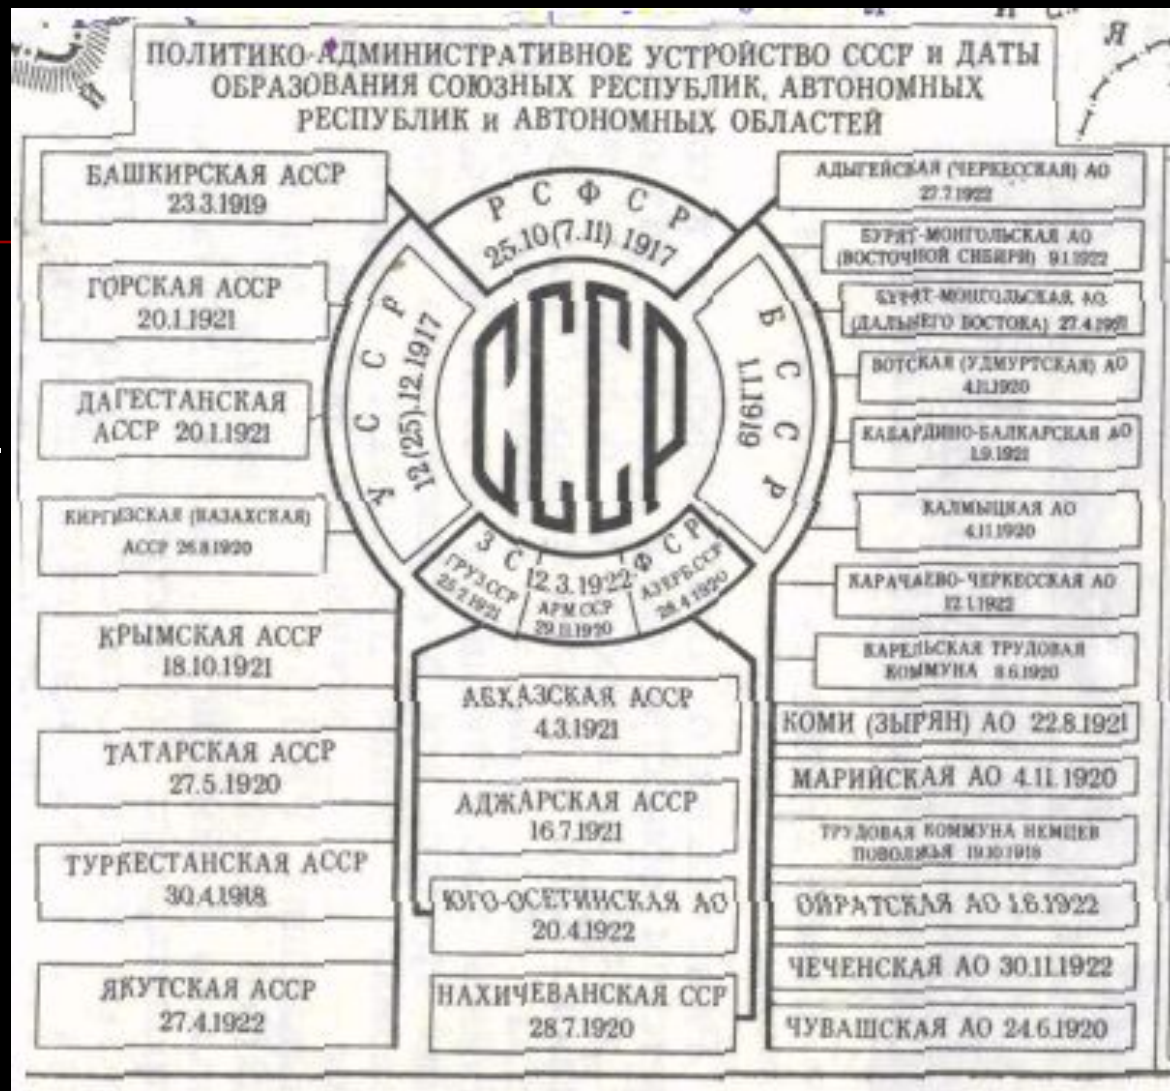 ПОЛИТИКО-АДМИНИСТРАТИВНОЕ УСТРОЙСТВО СССР И ДАТЫ
ОБРАЗОВАНИЯ СОЮЗНЫХ РЕСПУБЛИК, АВТОНОМНЫХ
РЕСПУБЛИК и АВТОНОМНЫХ ОБЛАСТЕЙ
БАШКИРСКАЯ АССР
23.3.1919
ГОРСКАЯ АССР
20.1.1921
ДАГЕСТАНСКАЯ
АССР 20.1.1921
КИРГИЗСКАЯ (КАЗАХСКАЯ)
АССР 26.8.1920
КРЫМСКАЯ АССР
18.10.1921
ТАТАРСКАЯ АССР
27.5.1920
ТУРКЕСТАНСКАЯ АССР
30.4.1918
ЯКУТСКАЯ АССР
27.4.1922
РСФСР
25.10(7.11) 1917
УССР
12(25).12.1917
СССР
БССР
1.1.1919
ЗСФСР
12.3.1922
ГРУЗ.ССР
25.2.1921
АРМ.ССР
29.11.1920
АЗЕРБ.ССР
28.4.1920
АБХАЗСКАЯ АССР
4.3.1921
АДЖАРСКАЯ АССР
16.7.1921
ЮГО-ОСЕТИНСКАЯ АО
20.4.1922
НАХИЧЕВАНСКАЯ ССР
28.7.1920
АДЫГЕЙСКАЯ (ЧЕРКЕССКАЯ) АО
27.7.1922
БУРЯТ-МОНГОЛЬСКАЯ АО
(ВОСТОЧНОЙ СИБИРИ) 9.1.1922
БУРЯТ-МОНГОЛЬСКАЯ АО
(ДАЛЬНЕГО ВОСТОКА) 27.4.1921
ВОТСКАЯ (УДМУРТСКАЯ) АО
4.11.1920
КАБАРДИНО-БАЛКАРСКАЯ АО
1.9.1921
КАЛМЫЦКАЯ АО
4.11.1920
КАРАЧАЕВО-ЧЕРКЕССКАЯ АО
12.1.1922
КАРЕЛЬСКАЯ ТРУДОВАЯ
КОММУНА 8.6.1920
КОМИ (ЗЫРЯН) АО 22.8.1921
МАРИЙСКАЯ АО 4.11.1920
ТРУДОВАЯ КОММУНА НЕМЦЕВ
ПОВОЛЖЬЯ 19.10.1918
ОЙРАТСКАЯ АО 1.6.1922
ЧЕЧЕНСКАЯ АО 30.11.1922
ЧУВАШСКАЯ АО 24.6.1920